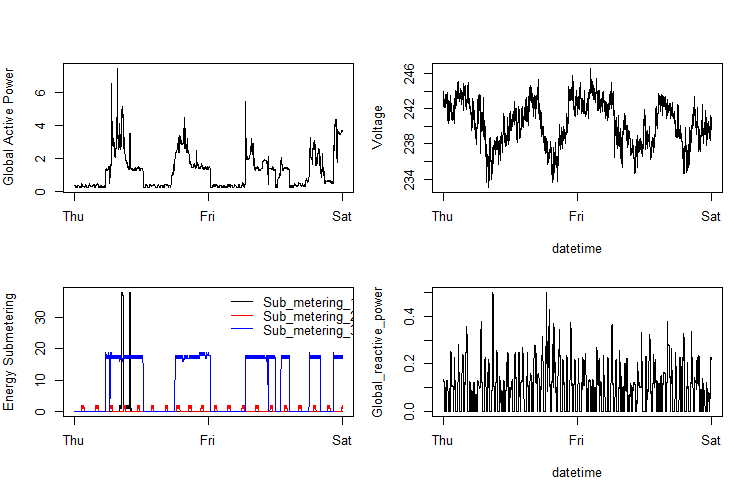 Global Active Power
0 2 4 6
Thu Fri Sat
Voltage
234 238 242 246
Thu Fri Sat
datetime
Energy Submetering
0 10 20 30
Sub_metering_1
Sub_metering_2
Sub_metering_3
Thu Fri Sat
Global_reactive_power
0.0 0.2 0.4
Thu Fri Sat
datetime